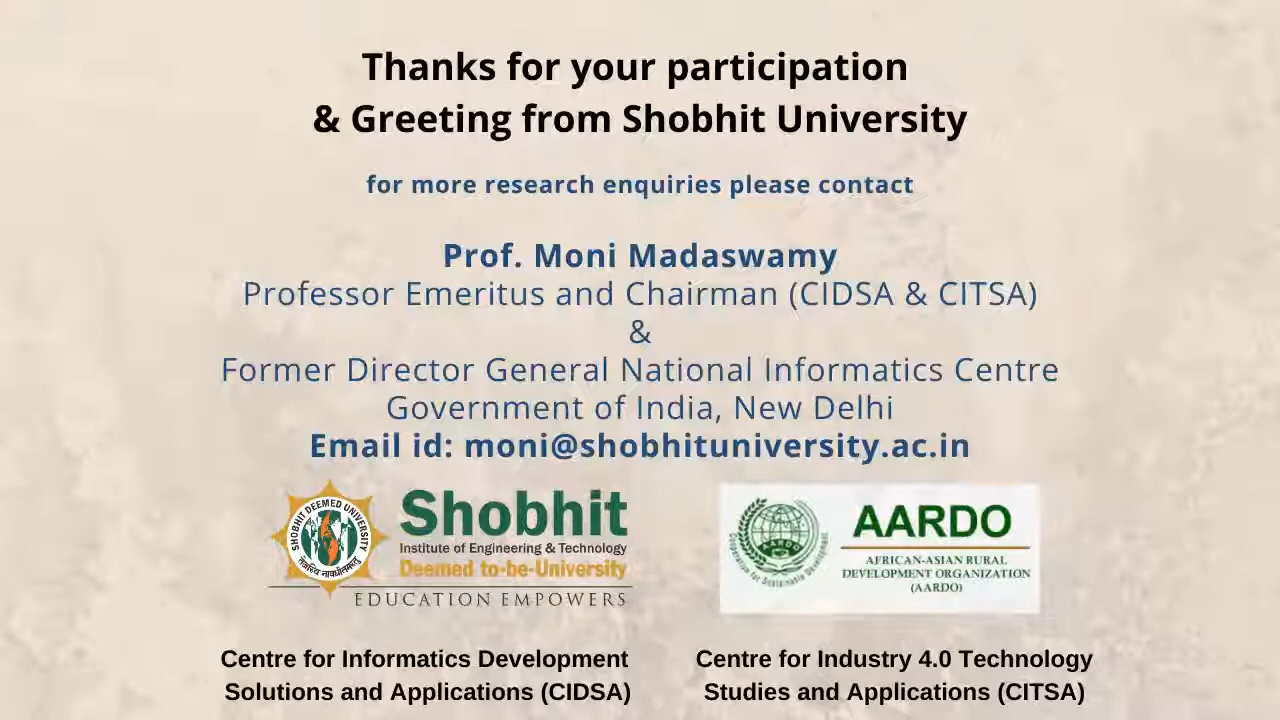 Thanks for your participation
& Greeting from Shobhit University
for more research enquiries please contact
Prof. Moni Madaswamy
Professor Emeritus and Chairman (CIDSA & CITSA)
&
Former Director General National Informatics Centre
Government of India, New Delhi
Email id: moni@shobhituniversity.ac.in
SHOBHIT DEEMED UNIVERSITY
Shobhit
Institute of Engineering & Technology
Deemed to-be-University
EDUCATION EMPOWERS
AARDO
AFRICAN-ASIAN RURAL
DEVELOPMENT ORGANIZATION
(AARDO)
Centre for Informatics Development
Solutions and Applications (CIDSA)
Centre for Industry 4.0 Technology
Studies and Applications (CITSA)